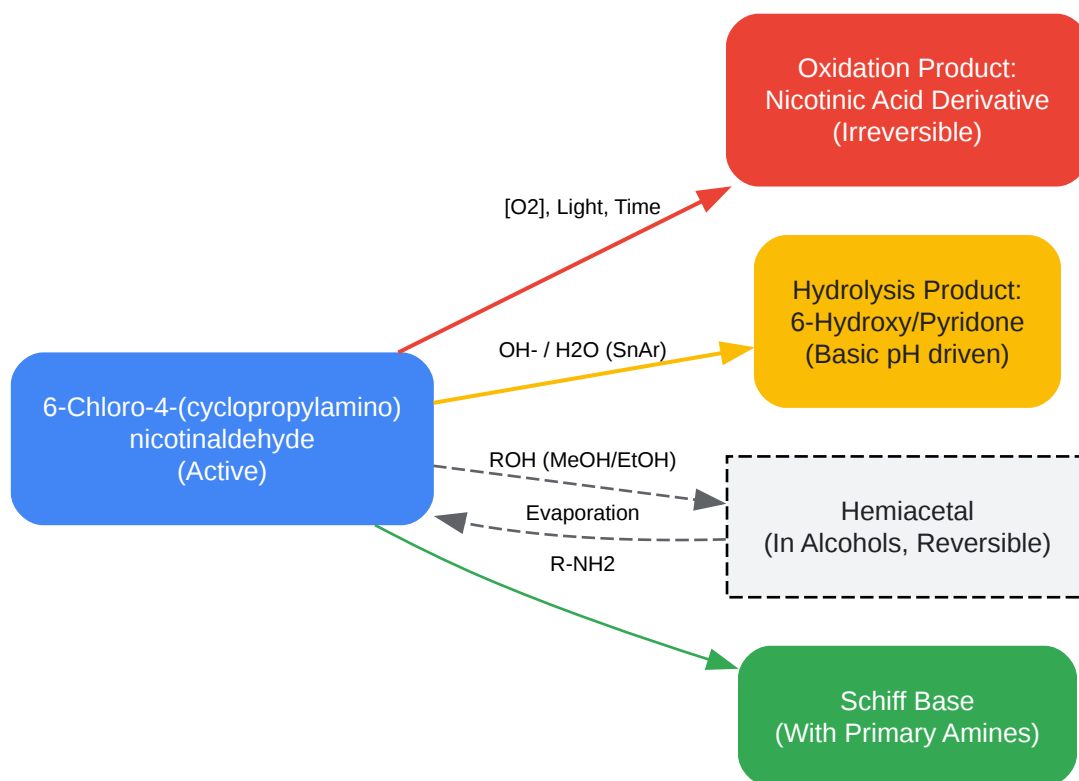 Oxidation Product:
Nicotinic Acid Derivative
(Irreversible)
[O2], Light, Time
Hydrolysis Product:
6-Hydroxy/Pyridone
(Basic pH driven)
OH- / H2O (SnAr)
6-Chloro-4-(cyclopropylamino)
nicotinaldehyde
(Active)
ROH (MeOH/EtOH)
Evaporation
Hemiacetal
(In Alcohols, Reversible)
R-NH2
Schiff Base
(With Primary Amines)